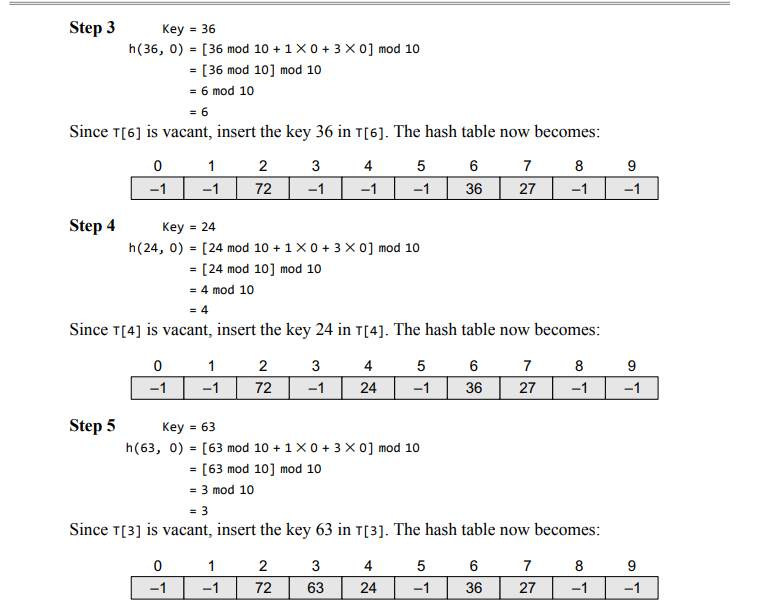 Step 3 Key = 36
h(36, 0) = [36 mod 10 + 1 × 0 + 3 × 0] mod 10
= [36 mod 10] mod 10
= 6 mod 10
= 6
Since T[6] is vacant, insert the key 36 in T[6]. The hash table now becomes:
0 1 2 3 4 5 6 7 8 9
–1 –1 72 –1 –1 –1 36 27 –1 –1
Step 4 Key = 24
h(24, 0) = [24 mod 10 + 1 × 0 + 3 × 0] mod 10
= [24 mod 10] mod 10
= 4 mod 10
= 4
Since T[4] is vacant, insert the key 24 in T[4]. The hash table now becomes:
0 1 2 3 4 5 6 7 8 9
–1 –1 72 –1 24 –1 36 27 –1 –1
Step 5 Key = 63
h(63, 0) = [63 mod 10 + 1 × 0 + 3 × 0] mod 10
= [63 mod 10] mod 10
= 3 mod 10
= 3
Since T[3] is vacant, insert the key 63 in T[3]. The hash table now becomes:
0 1 2 3 4 5 6 7 8 9
–1 –1 72 63 24 –1 36 27 –1 –1